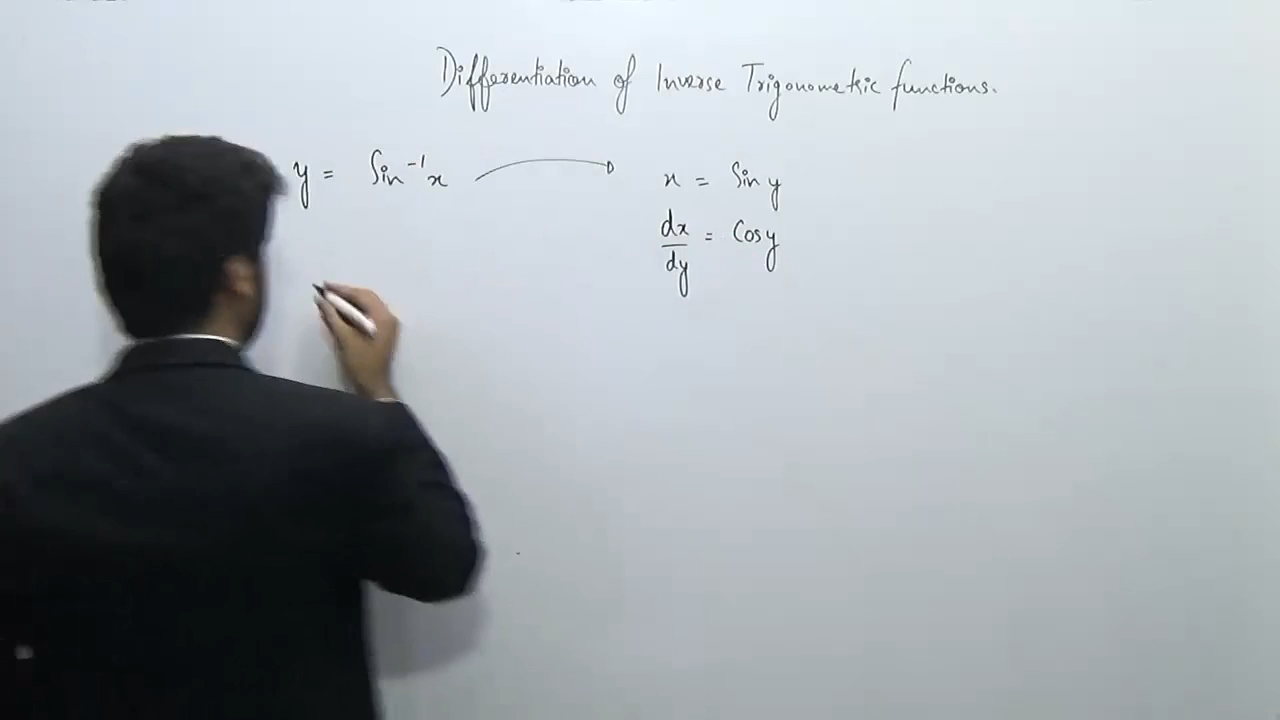 Differentiation of Inverse Trigonometric functions.
y = Sin⁻¹x → x = Sin y
dx/dy = Cos y